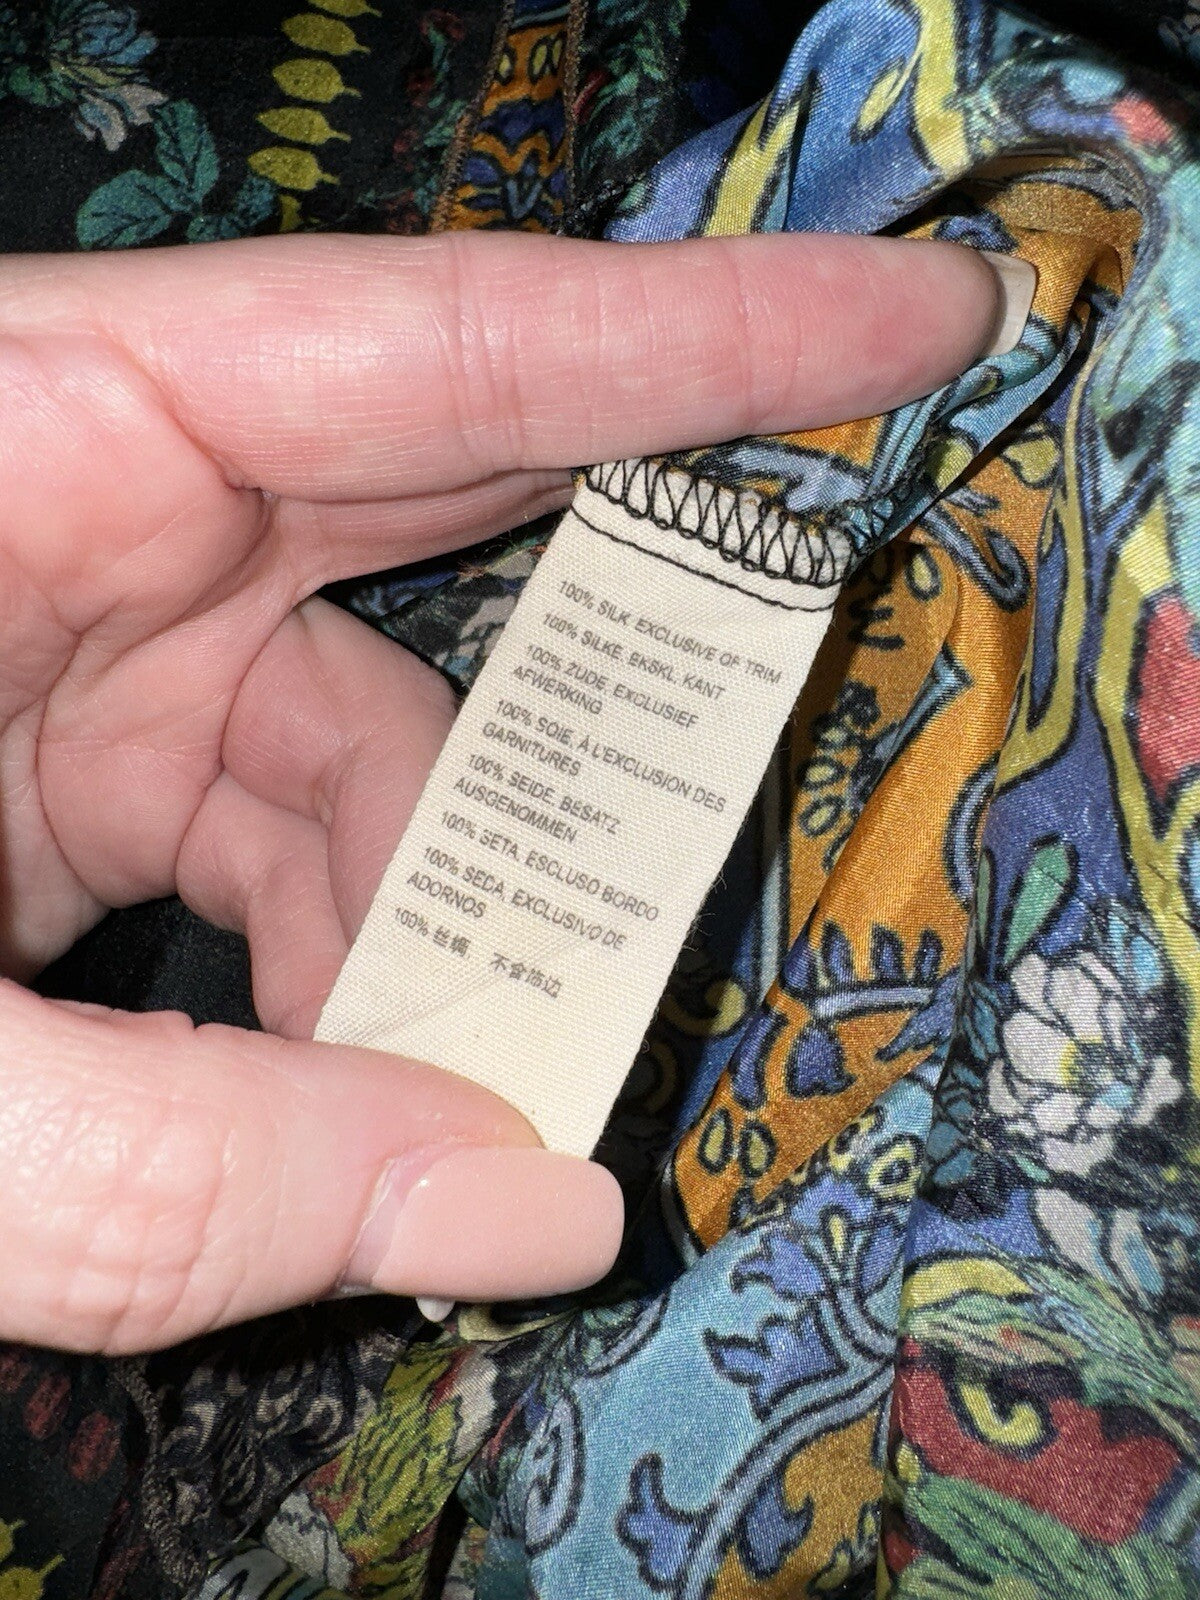 100% SILK EXCLUSIVE OF TRIM
100% SILKE, EKSKL. KANT
100% ZIJDE, EXCLUSIEF
AFWERKING
100% SOIE, À L'EXCLUSION DES
GARNITURES
100% SEIDE, BESATZ
AUSGENOMMEN
100% SETA, ESCLUSO BORDO
100% SEDA, EXCLUSIVO DE
ADORNOS
100% 丝绸, 不含饰边